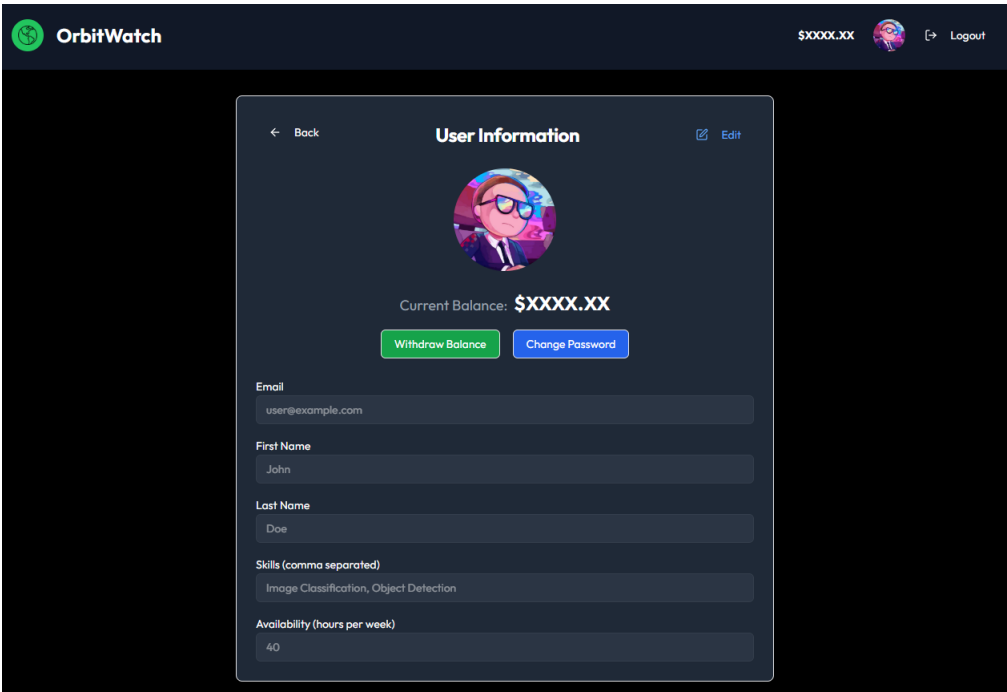 OrbitWatch
$XXXX.XX
Logout
Back
User Information
Edit
Current Balance: $XXXX.XX
Withdraw Balance
Change Password
Email
user@example.com
First Name
John
Last Name
Doe
Skills (comma separated)
Image Classification, Object Detection
Availability (hours per week)
40